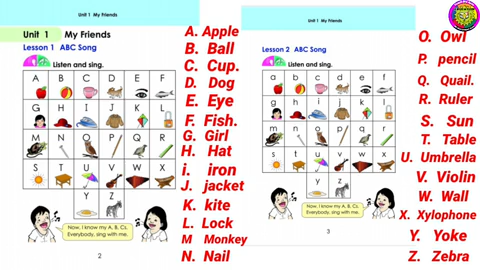 Unit 1 My Friends
Unit 1 My Friends
Lesson 1 ABC Song
Listen and sing.
A B C D E F
G H I J K L
M N O P Q R
S T U V W X
Y Z
Now, I know my A, B, Cs.
Everybody, sing with me.
2
A. Apple
B. Ball
C. Cup.
D. Dog
E. Eye
F. Fish.
G. Girl
H. Hat
i. iron
J. jacket
K. kite
L. Lock
M Monkey
N. Nail
Unit 1 My Friends
Lesson 2 ABC Song
Listen and sing.
a b c d e f
g h i j k l
m n o p q r
s t u v w x
y z
Now, I know my A, B, Cs.
Everybody, sing with me.
3
O. Owl
P. pencil
Q. Quail.
R. Ruler
S. Sun
T. Table
U. Umbrella
V. Violin
W. Wall
X. Xylophone
Y. Yoke
Z. Zebra